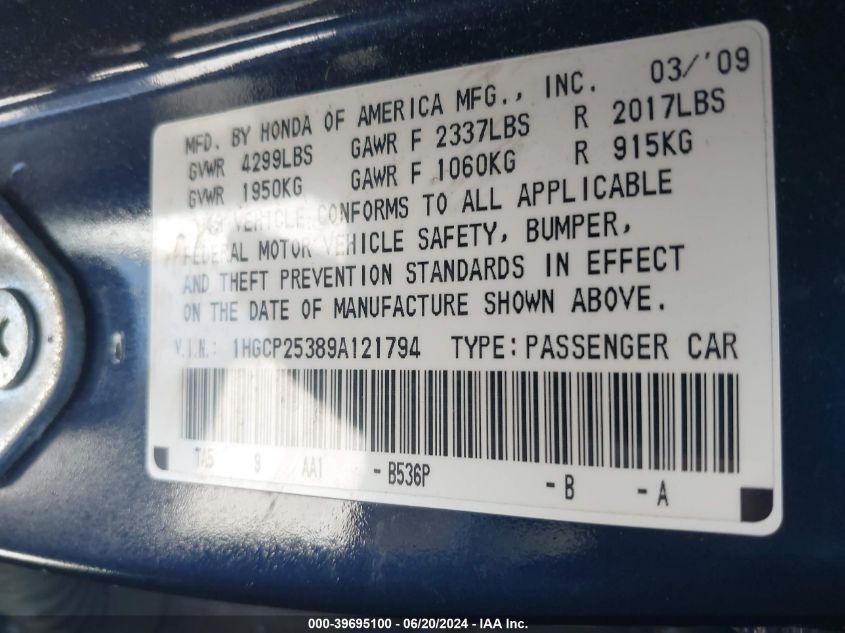 MFD. BY HONDA OF AMERICA MFG., INC. 03/'09
GVWR 4299LBS GAWR F 2337LBS R 2017LBS
GVWR 1950KG GAWR F 1060KG R 915KG
VEHICLE CONFORMS TO ALL APPLICABLE
FEDERAL MOTOR VEHICLE SAFETY, BUMPER,
AND THEFT PREVENTION STANDARDS IN EFFECT
ON THE DATE OF MANUFACTURE SHOWN ABOVE.
V.I.N.: 1HGCP25389A121794 TYPE: PASSENGER CAR
TA5 9 AA1 - B536P - B - A
000-39695100 - 06/20/2024 - IAA Inc.